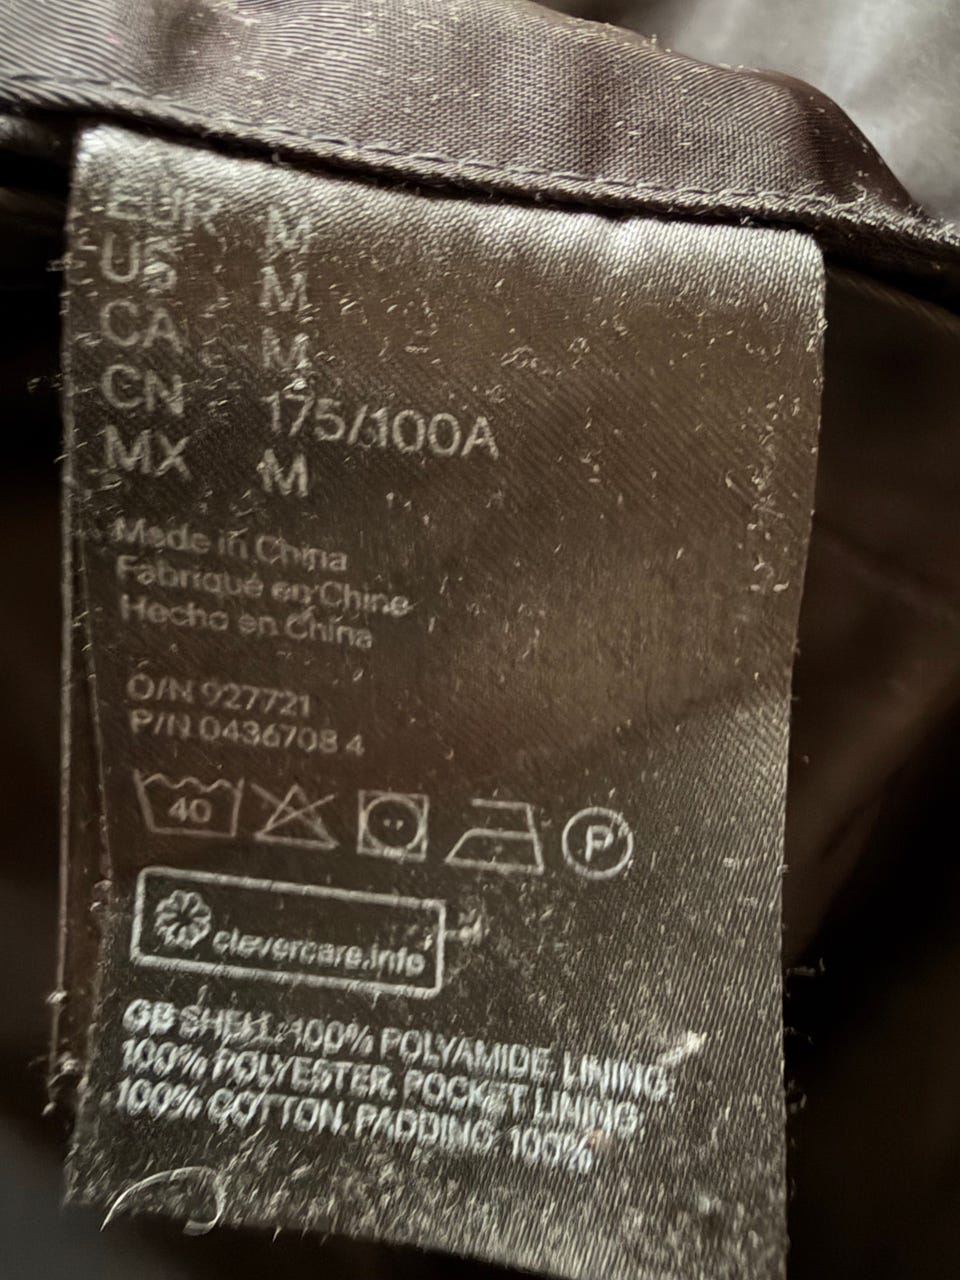 EUR M
US M
CA M
CN 175/100A
MX M
Made in China
Fabriqué en Chine
Hecho en China
O/N 927721
P/N 0436708 4
40
P
clevercare.info
GB SHELL: 100% POLYAMIDE, LINING:
100% POLYESTER, POCKET LINING:
100% COTTON, PADDING: 100%